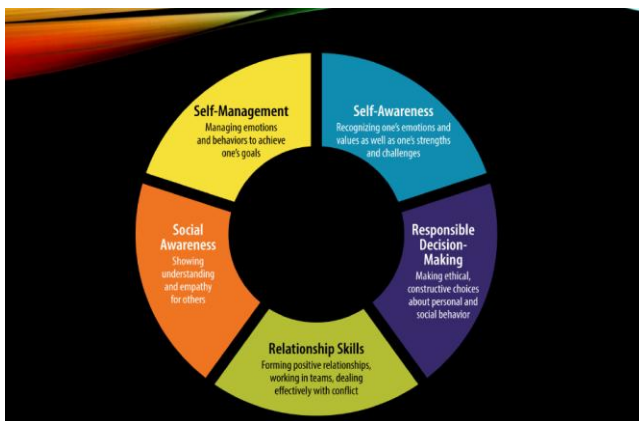 Self-Management
Managing emotions
and behaviors to achieve
one's goals
Self-Awareness
Recognizing one's emotions and
values as well as one's strengths
and challenges
Social
Awareness
Showing
understanding
and empathy
for others
Responsible
Decision-
Making
Making ethical,
constructive choices
about personal and
social behavior
Relationship Skills
Forming positive relationships,
working in teams, dealing
effectively with conflict